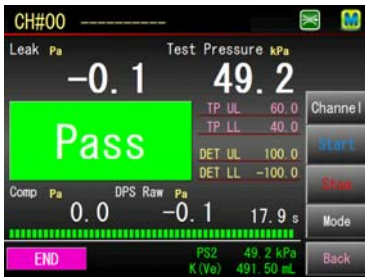 CH#00 ----------
M
Leak Pa Test Pressure kPa
-0.1 49.2
Pass
TP UL 60.0
TP LL 40.0
DET UL 100.0
DET LL -100.0
Channel
Start
Stop
Mode
Back
Comp Pa DPS Raw Pa
0.0 -0.1 17.9 s
END
PS2 49.2 kPa
K(Ve) 491.50 mL